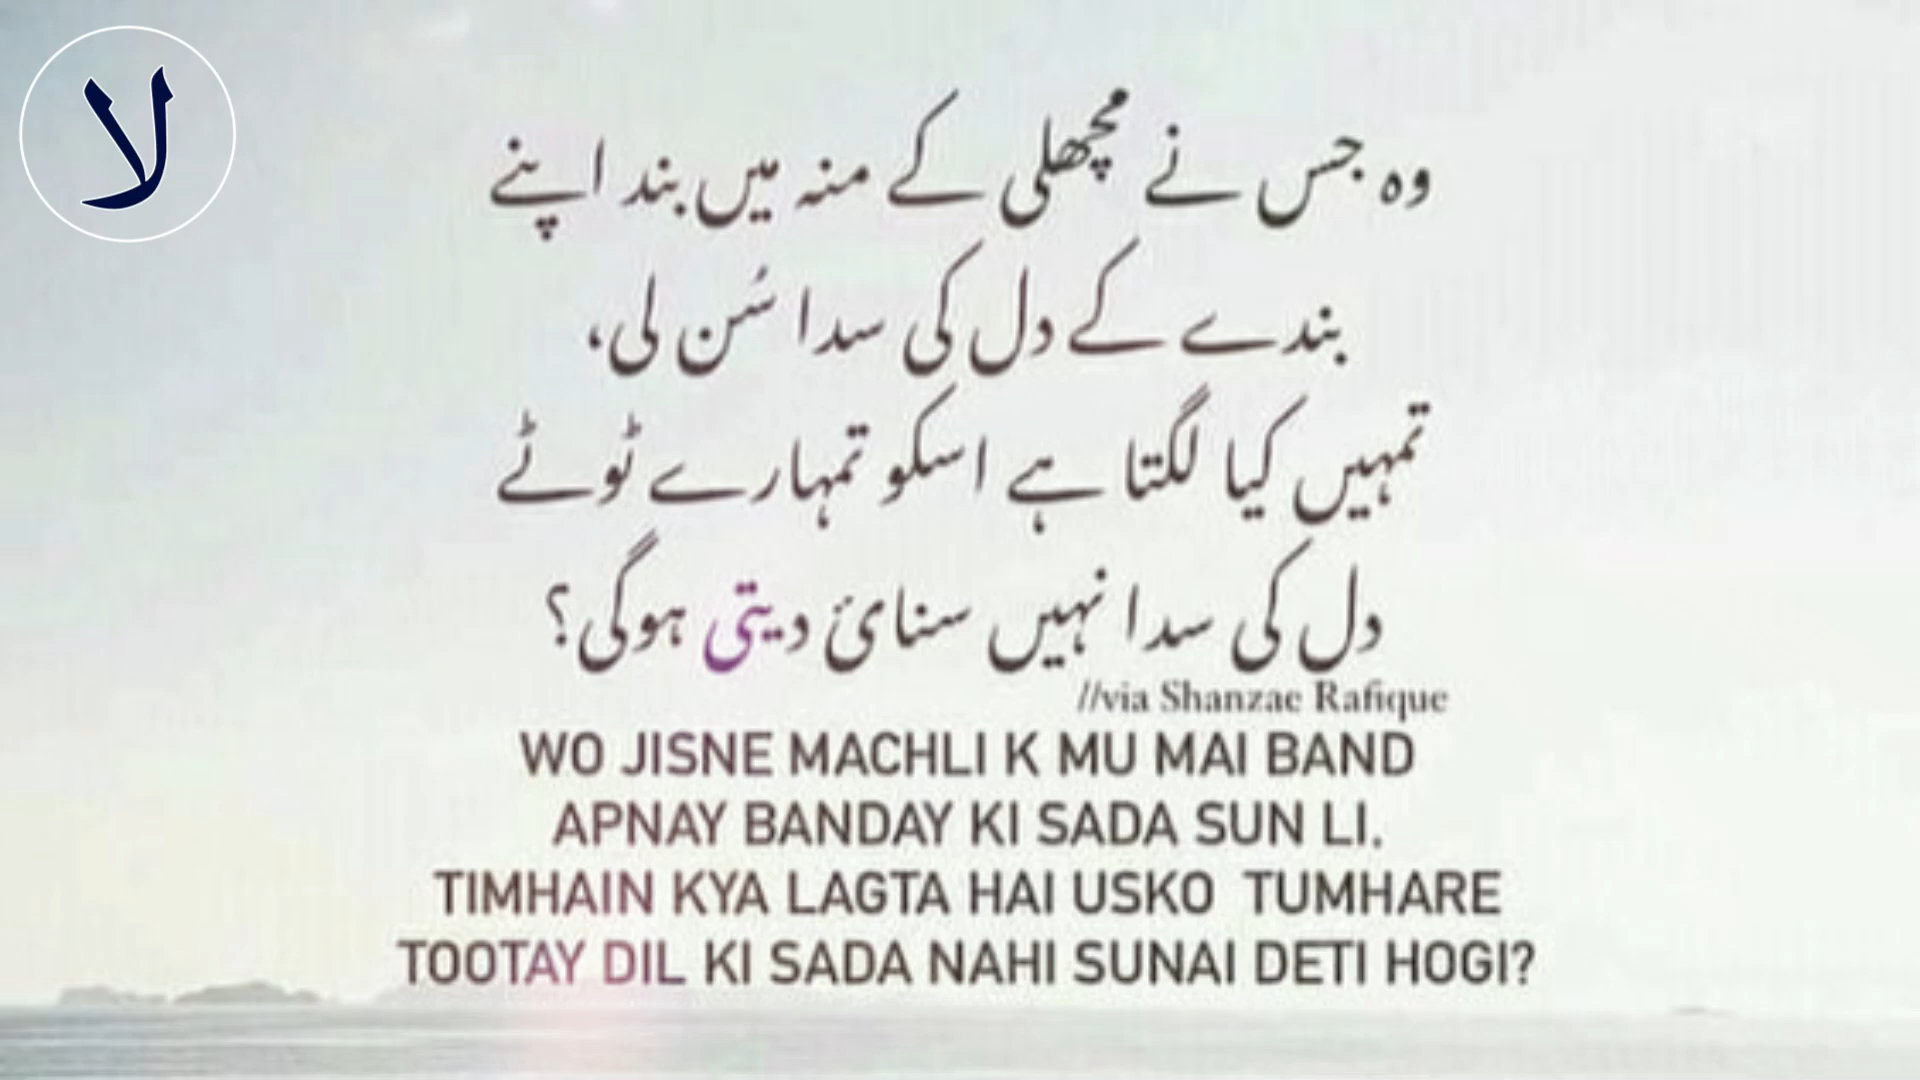 لا
وہ جس نے مچھلی کے منہ میں بند اپنے
بندے کے دل کی سدا سُن لی،
تمہیں کیا لگتا ہے اسکو تمہارے ٹوٹے
دل کی سدا نہیں سنائ دیتی ہوگی؟
//via Shanzae Rafique
WO JISNE MACHLI K MU MAI BAND
APNAY BANDAY KI SADA SUN LI.
TIMHAIN KYA LAGTA HAI USKO TUMHARE
TOOTAY DIL KI SADA NAHI SUNAI DETI HOGI?